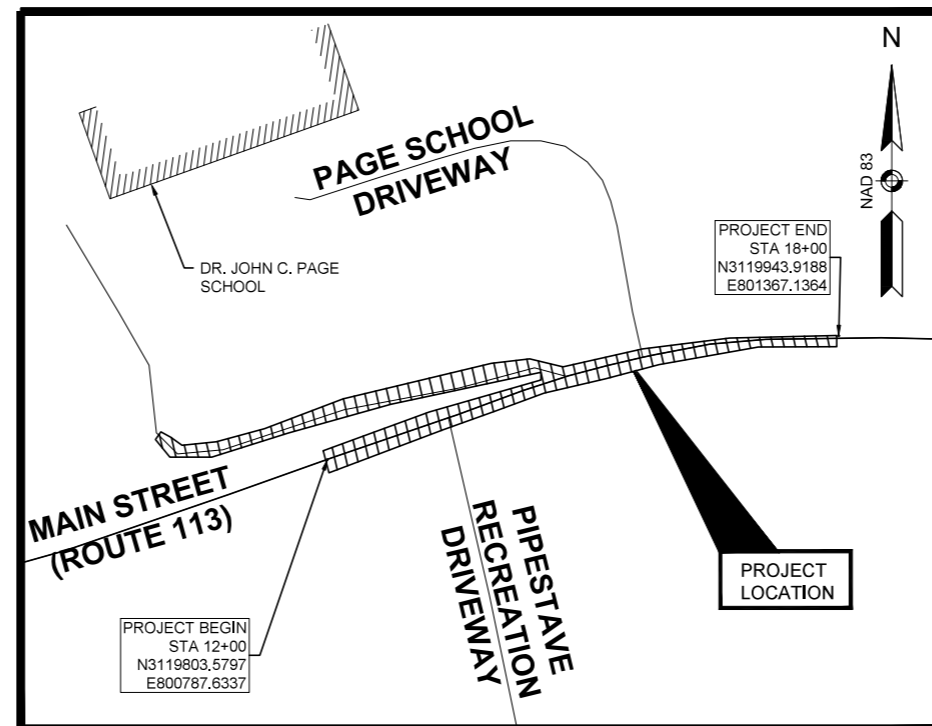 N
NAD 83
PAGE SCHOOL
DRIVEWAY
DR. JOHN C. PAGE
SCHOOL
PROJECT END
STA 18+00
N3119943.9188
E801367.1364
MAIN STREET
(ROUTE 113)
PIPESTAVE
RECREATION
DRIVEWAY
PROJECT
LOCATION
PROJECT BEGIN
STA 12+00
N3119803.5797
E800787.6337